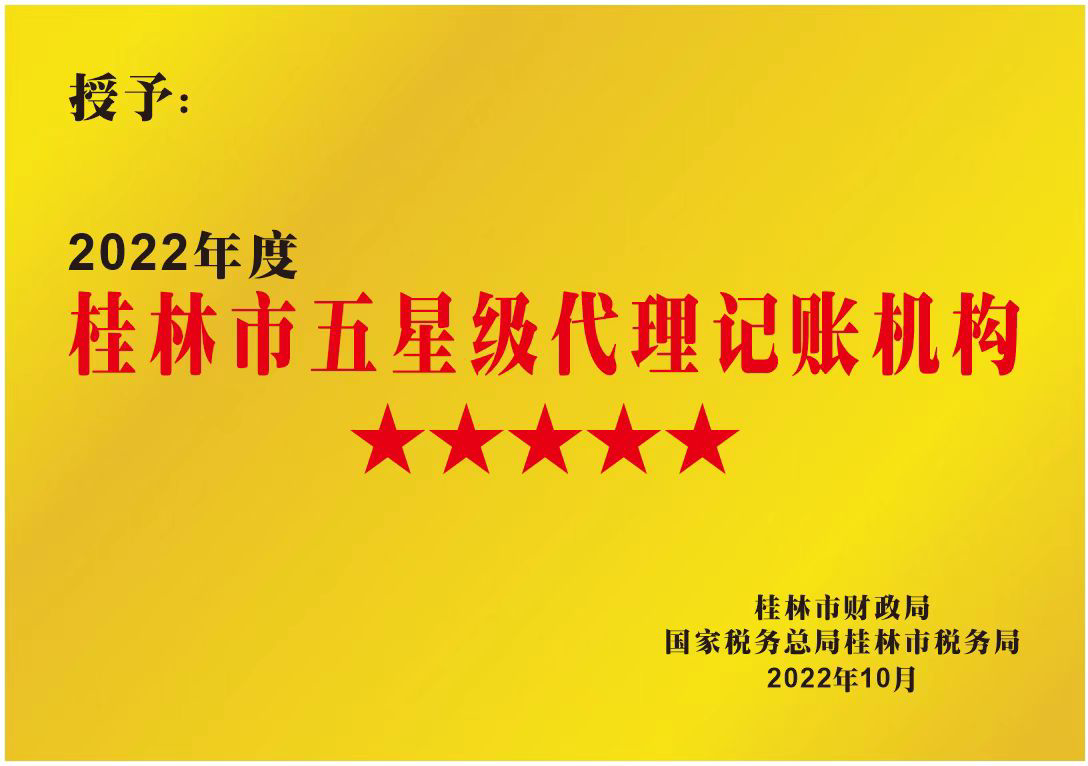 授予：
2022年度
桂林市五星级代理记账机构
★★★★★
桂林市财政局
国家税务总局桂林市税务局
2022年10月